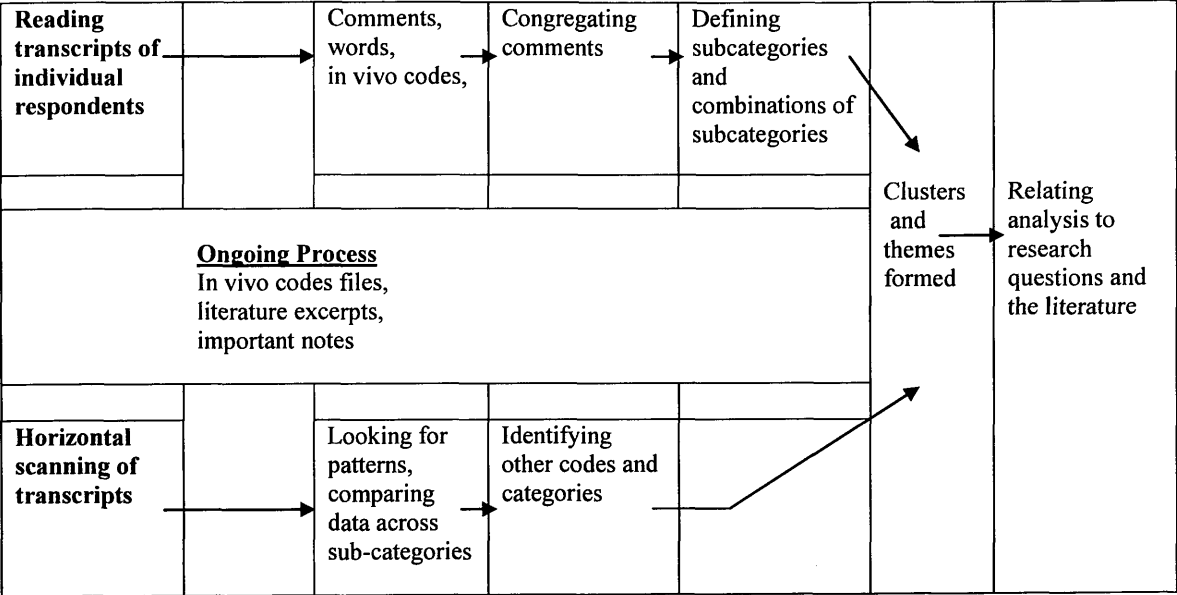 Reading
transcripts of
individual
respondents
Comments,
words,
in vivo codes,
Congregating
comments
Defining
subcategories
and
combinations of
subcategories
Clusters
and
themes
formed
Relating
analysis to
research
questions and
the literature
Ongoing Process
In vivo codes files,
literature excerpts,
important notes
Horizontal
scanning of
transcripts
Looking for
patterns,
comparing
data across
sub-categories
Identifying
other codes and
categories